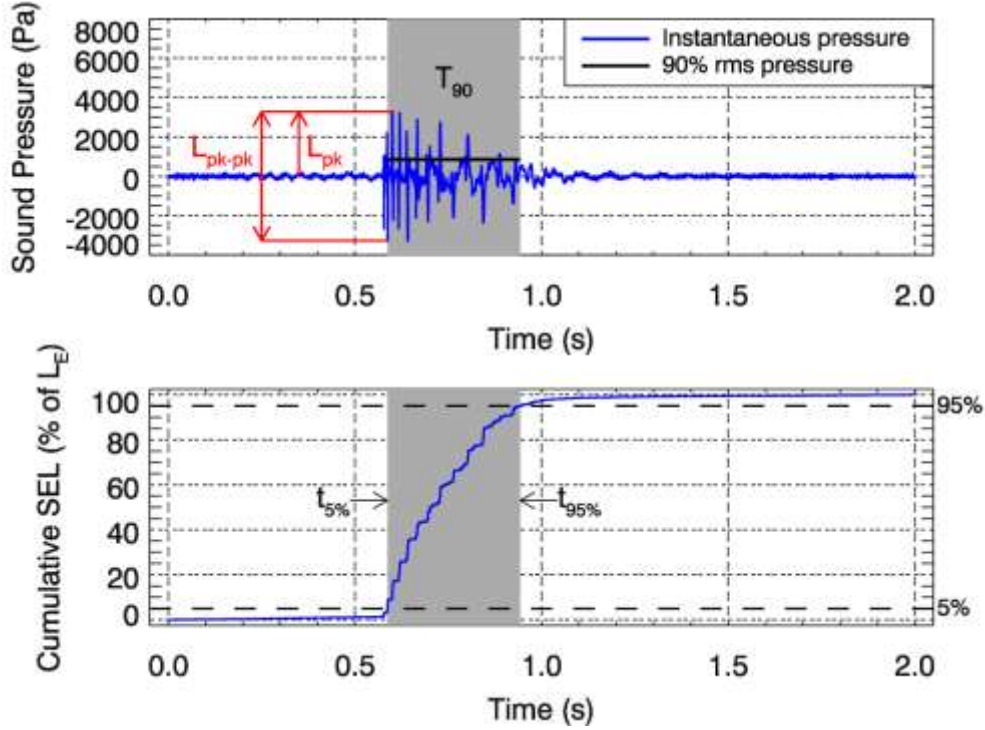 Sound Pressure (Pa)
8000
6000
4000
2000
0
-2000
-4000
Instantaneous pressure
90% rms pressure
T90
Lpk-pk
Lpk
0.0 0.5 1.0 1.5 2.0
Time (s)
Cumulative SEL (% of LE)
100
80
60
40
20
0
95%
5%
t5%
t95%
0.0 0.5 1.0 1.5 2.0
Time (s)